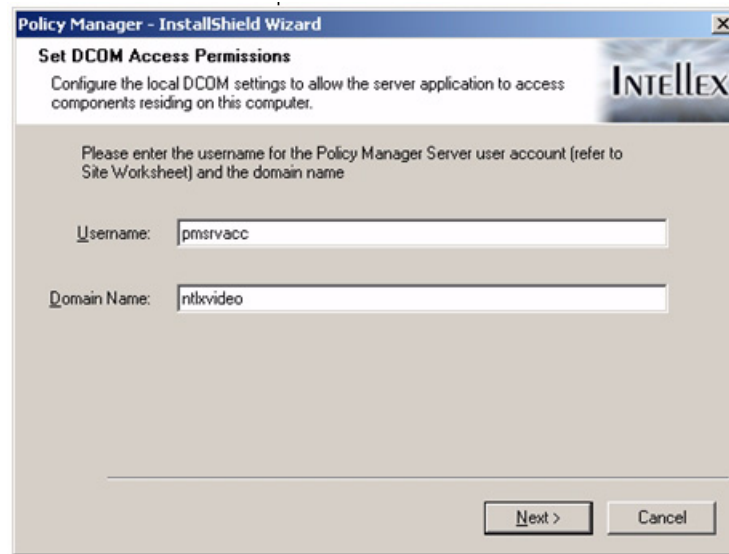 Policy Manager - InstallShield Wizard
Set DCOM Access Permissions
Configure the local DCOM settings to allow the server application to access
components residing on this computer.
INTELLEX
Please enter the username for the Policy Manager Server user account (refer to
Site Worksheet) and the domain name
Username: pmsrvacc
Domain Name: ntlxvideo
Next >
Cancel